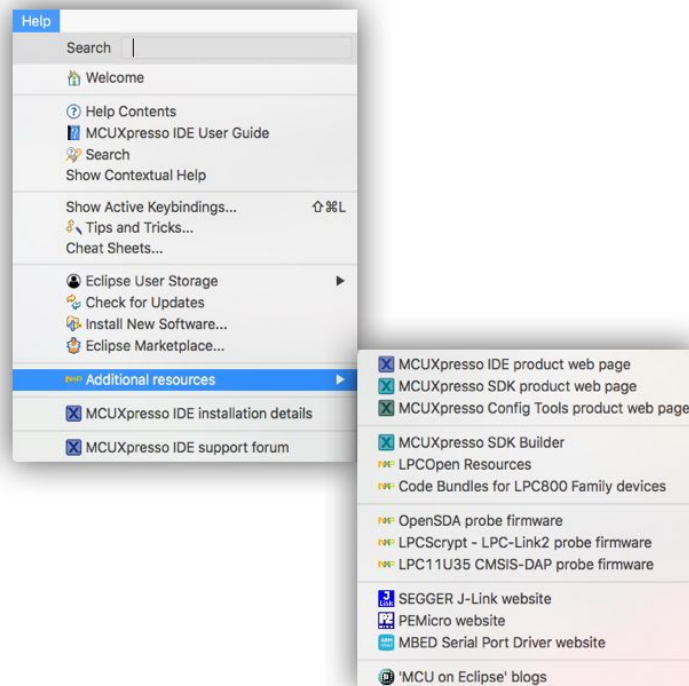 Help
Search
Welcome
Help Contents
MCUXpresso IDE User Guide
Search
Show Contextual Help
Show Active Keybindings... ⇧⌘L
Tips and Tricks...
Cheat Sheets...
Eclipse User Storage
Check for Updates
Install New Software...
Eclipse Marketplace...
Additional resources
MCUXpresso IDE installation details
MCUXpresso IDE support forum
MCUXpresso IDE product web page
MCUXpresso SDK product web page
MCUXpresso Config Tools product web page
MCUXpresso SDK Builder
LPCOpen Resources
Code Bundles for LPC800 Family devices
OpenSDA probe firmware
LPCScrypt - LPC-Link2 probe firmware
LPC11U35 CMSIS-DAP probe firmware
SEGGER J-Link website
PEMicro website
MBED Serial Port Driver website
'MCU on Eclipse' blogs